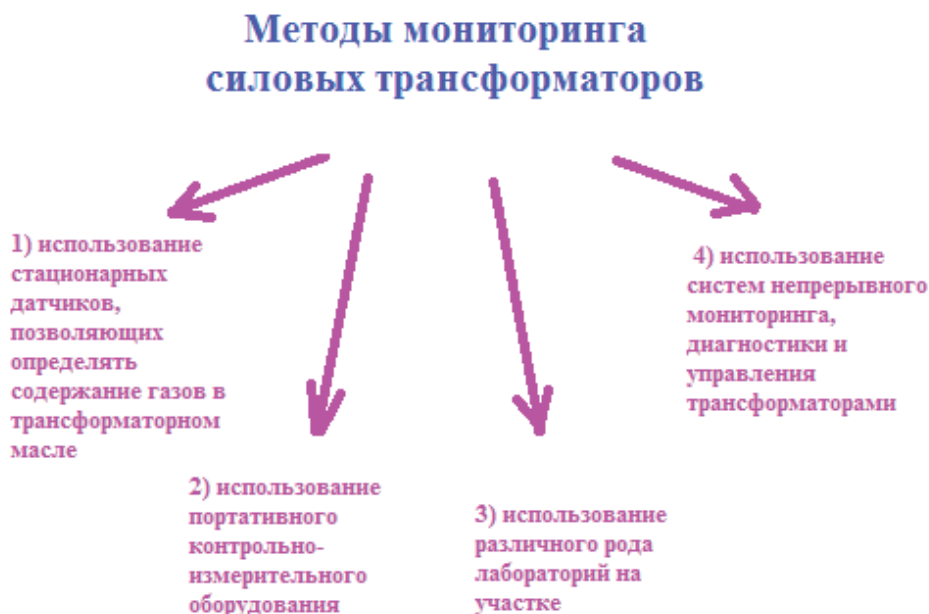 Методы мониторинга
силовых трансформаторов
1) использование
стационарных
датчиков,
позволяющих
определять
содержание газов в
трансформаторном
масле
2) использование
портативного
контрольно-
измерительного
оборудования
3) использование
различного рода
лабораторий на
участке
4) использование
систем непрерывного
мониторинга,
диагностики и
управления
трансформаторами